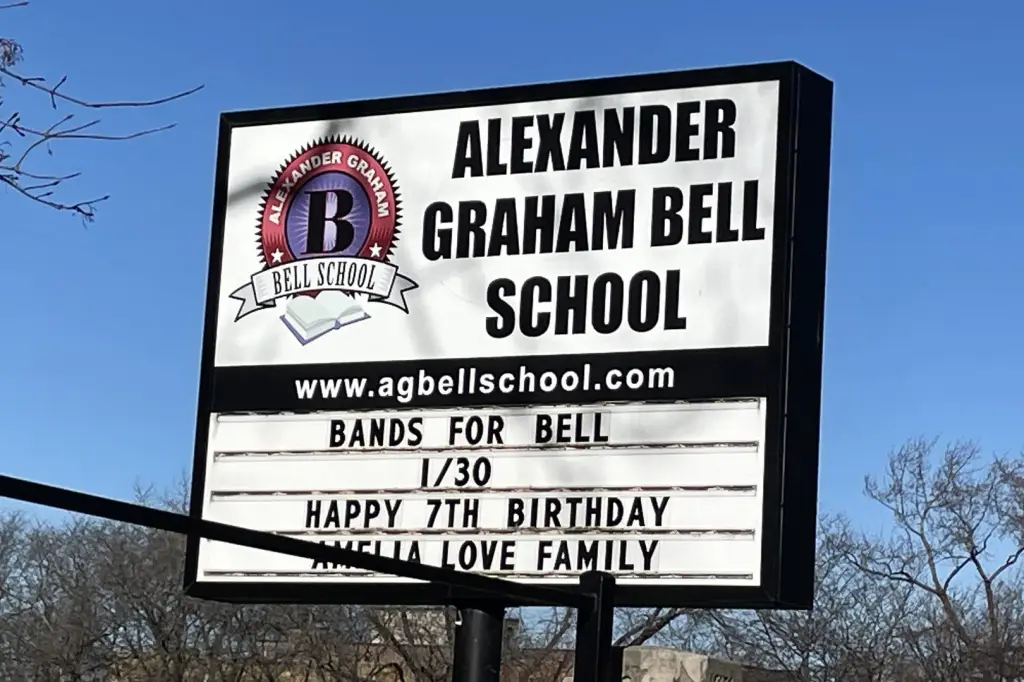 ALEXANDER GRAHAM
B
BELL SCHOOL
ALEXANDER
GRAHAM BELL
SCHOOL
www.agbellschool.com
BANDS FOR BELL
1/30
HAPPY 7TH BIRTHDAY
AMELIA LOVE FAMILY